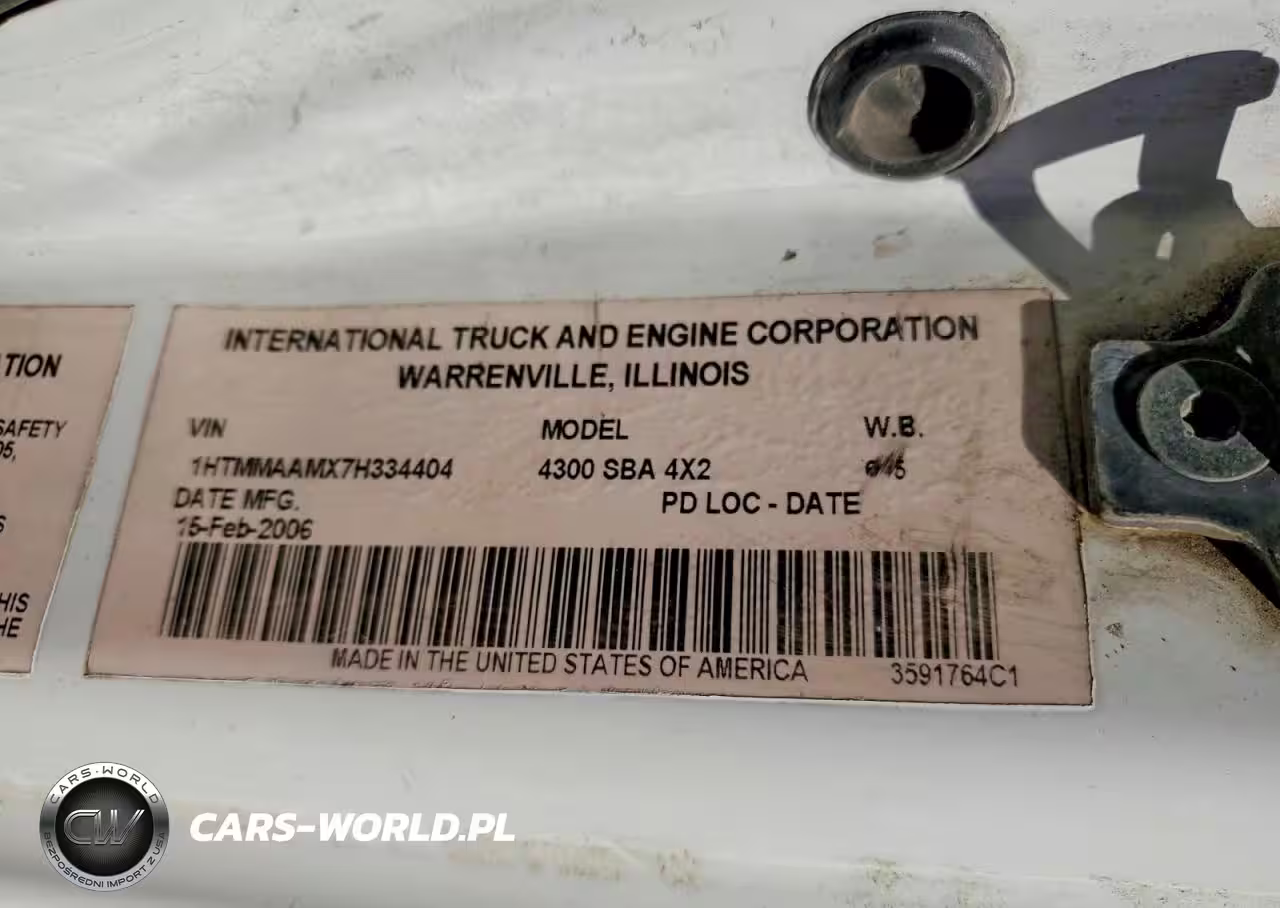 INTERNATIONAL TRUCK AND ENGINE CORPORATION
WARRENVILLE, ILLINOIS
VIN MODEL W.B.
1HTMMAAMX7H334404 4300 SBA 4X2
DATE MFG. PD LOC - DATE
15-Feb-2006
MADE IN THE UNITED STATES OF AMERICA 3591764C1
TION
SAFETY
05,
S
HIS
HE
CARS-WORLD
CW
BEZPOŚREDNI IMPORT Z USA
CARS-WORLD.PL